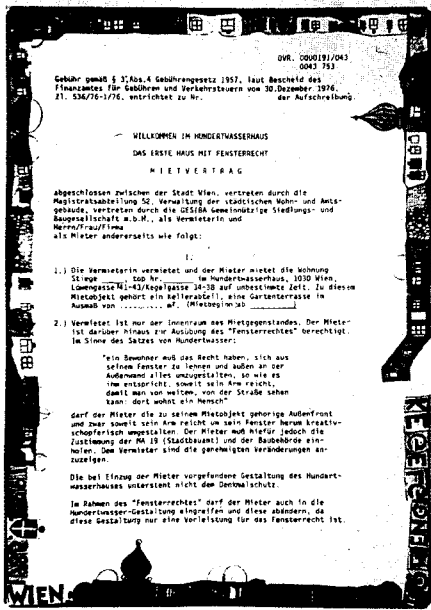 DVR. 0000191/043
0043 753
Gebühr gemäß § 3,Abs.4 Gebührengesetz 1957, laut Bescheid des
Finanzamtes für Gebühren und Verkehrsteuern vom 30.Dezember 1976,
Zl. 536/76-1/76, entrichtet zu Nr. der Aufschreibung.
WILLKOMMEN IM HUNDERTWASSERHAUS
DAS ERSTE HAUS MIT FENSTERRECHT
M I E T V E R T R A G
abgeschlossen zwischen der Stadt Wien, vertreten durch die
Magistratsabteilung 52, Verwaltung der städtischen Wohn- und Amts-
gebäude, vertreten durch die GESIBA Gemeinnützige Siedlungs- und
Baugesellschaft m.b.H., als Vermieterin und
Herrn/Frau/Firma
als Mieter andererseits wie folgt:
I.
1.) Die Vermieterin vermietet und der Mieter mietet die Wohnung
Stiege ____, top Nr.____ im Hundertwasserhaus, 1030 Wien,
Löwengasse 41-43/Kegelgasse 34-38 auf unbestimmte Zeit. Zu diesem
Mietobjekt gehört ein Kellerabteil, eine Gartenterrasse im
Ausmaß von .......... m². (Mietbeginn ab ________)
2.) Vermietet ist nur der Innenraum des Mietgegenstandes. Der Mieter
ist darüber hinaus zur Ausübung des "Fensterrechtes" berechtigt.
Im Sinne des Satzes von Hundertwasser:
"ein Bewohner muß das Recht haben, sich aus
seinem Fenster zu lehnen und außen an der
Außenwand alles umzugestalten, so wie es
ihm entspricht, soweit sein Arm reicht,
damit man von weitem, von der Straße sehen
kann: dort wohnt ein Mensch"
darf der Mieter die zu seinem Mietobjekt gehörige Außenfront
und zwar soweit sein Arm reicht um sein Fenster herum kreativ-
schöpferisch umgestalten. Der Mieter muß hiefür jedoch die
Zustimmung der MA 19 (Stadtbauamt) und der Baubehörde ein-
holen. Dem Vermieter sind die genehmigten Veränderungen an-
zuzeigen.
Die bei Einzug der Mieter vorgefundene Gestaltung des Hundert-
wasserhauses untersteht nicht dem Denkmalschutz.
Im Rahmen des "Fensterrechtes" darf der Mieter auch in die
Hundertwasser-Gestaltung eingreifen und diese abändern, da
diese Gestaltung nur eine Vorleistung für das Fensterrecht ist.
WIEN